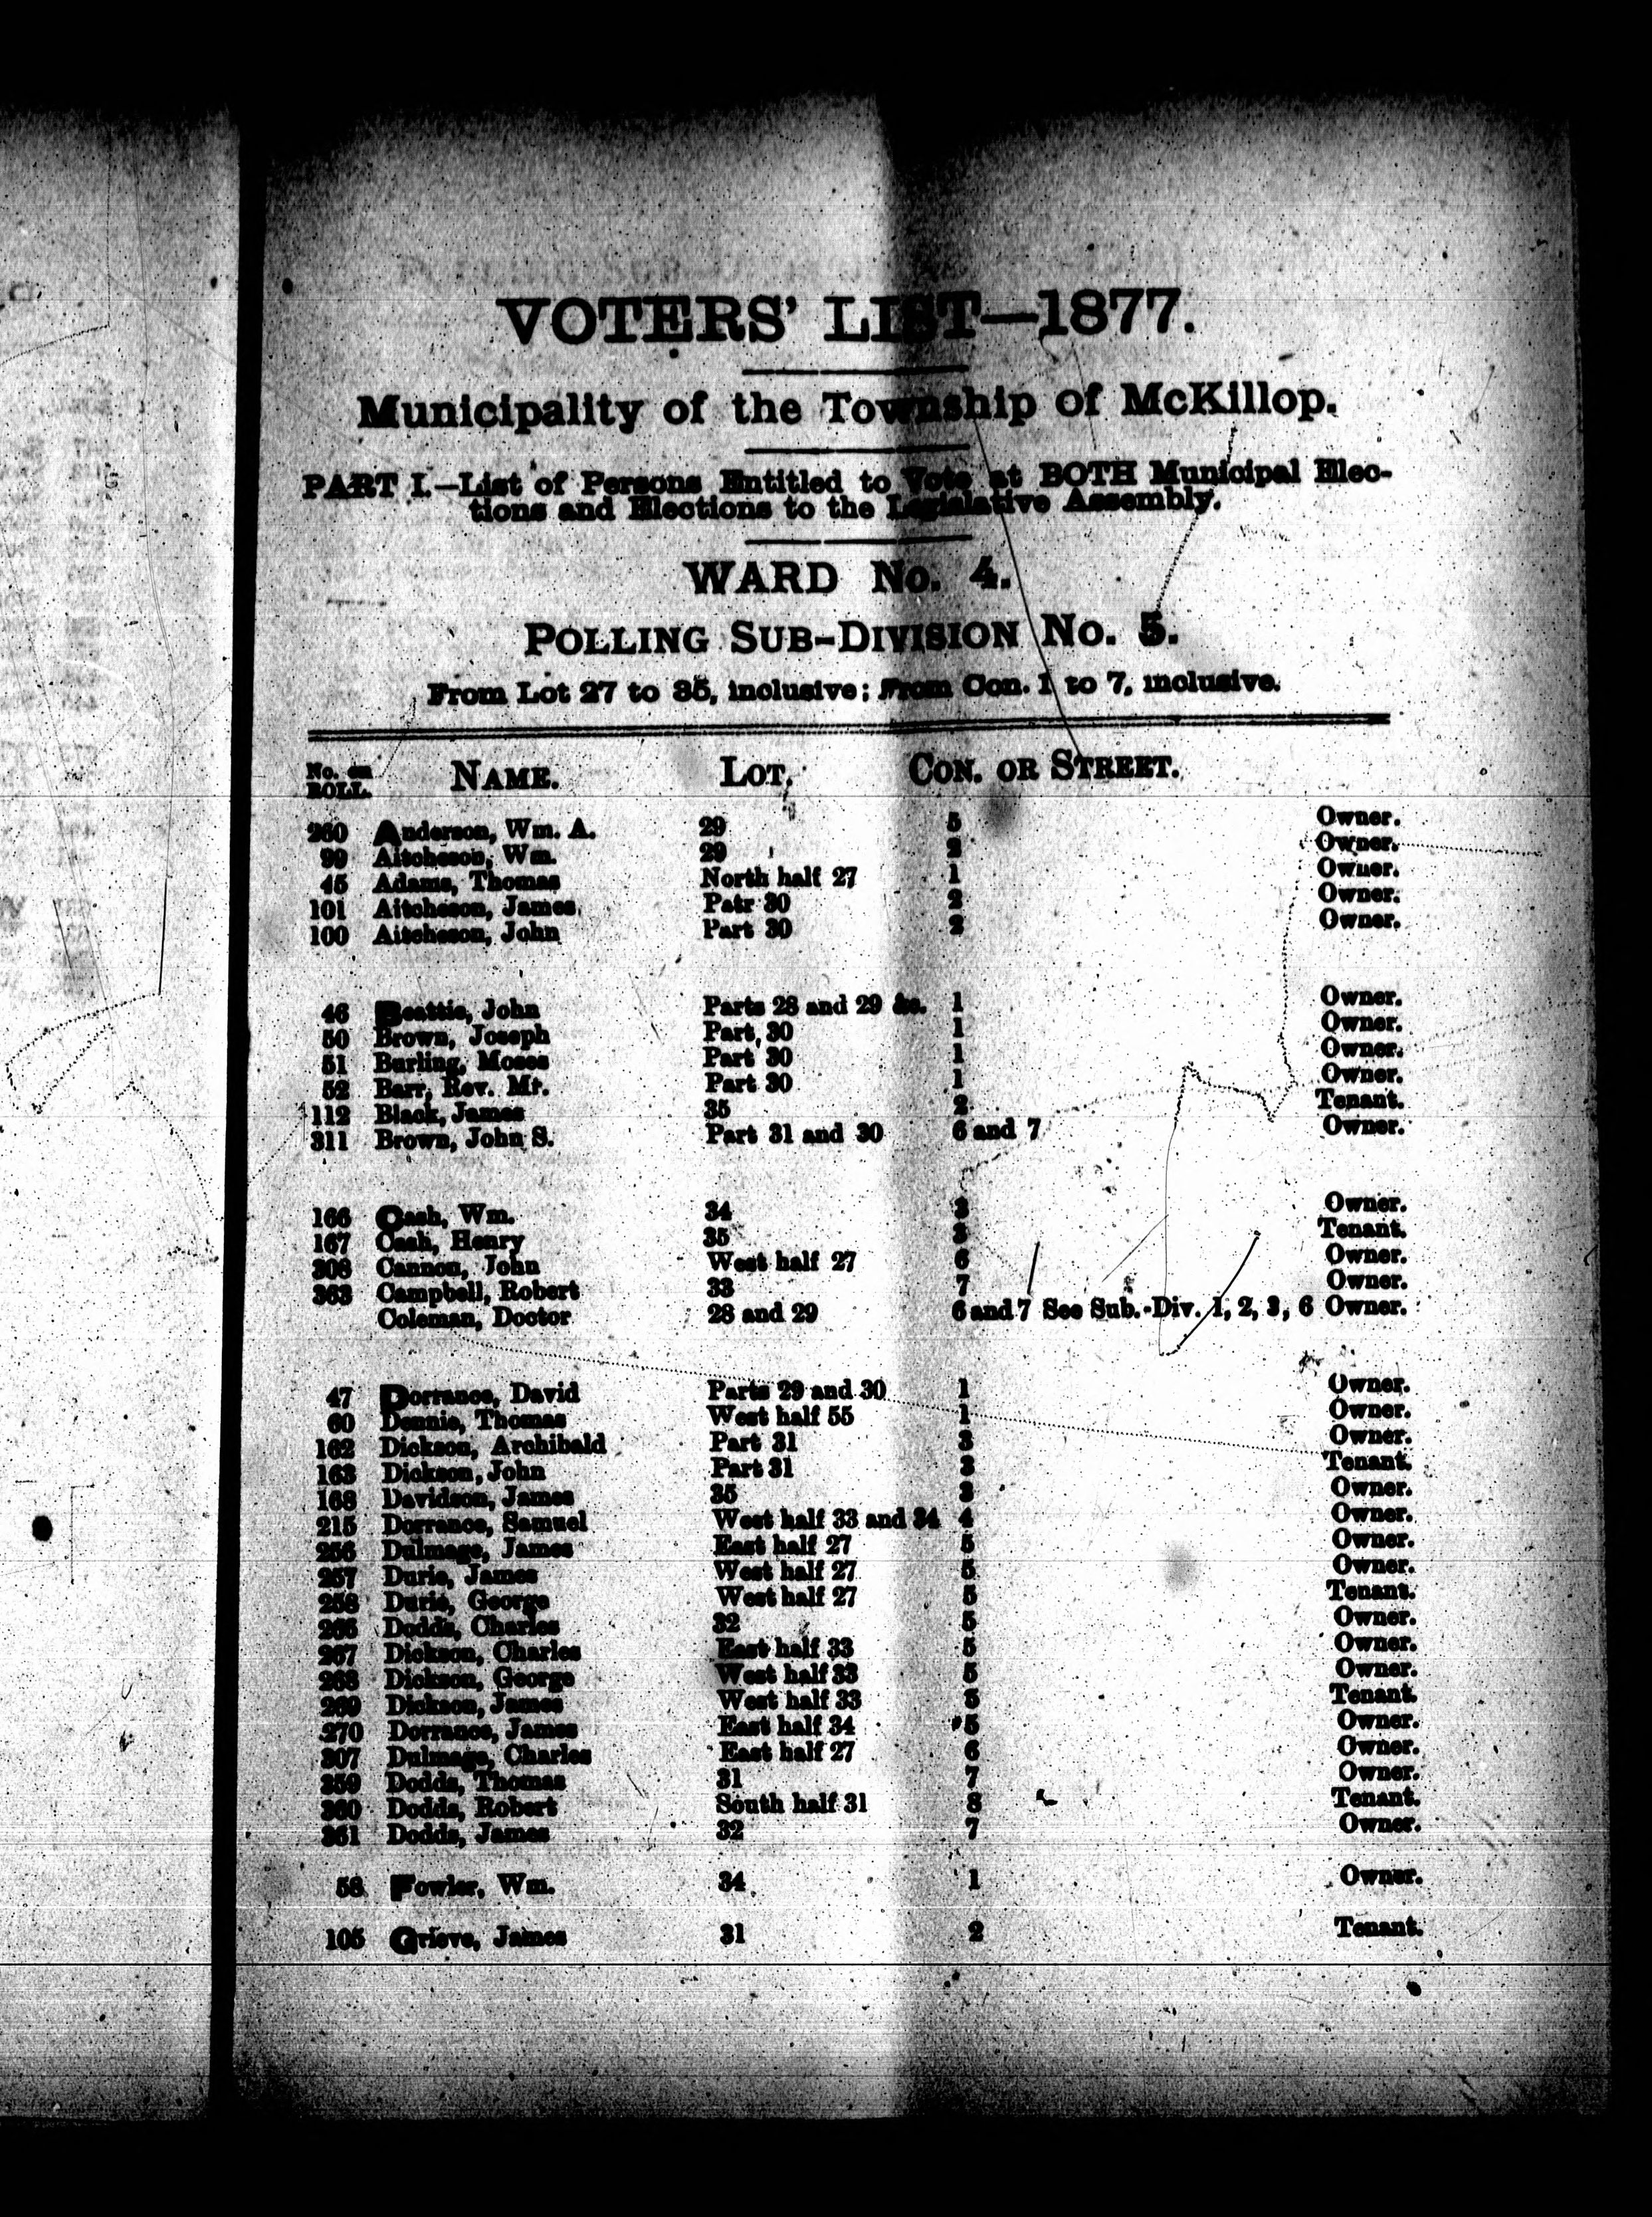 VOTERS' LIST—1877.
Municipality of the Township of McKillop.
PART I.—List of Persons Entitled to Vote at BOTH Municipal Elec-
tions and Elections to the Legislative Assembly.
WARD No. 4.
POLLING SUB-DIVISION No. 5.
From Lot 27 to 35, inclusive; From Con. 1 to 7, inclusive.
No. on ROLL. NAME. LOT. CON. OR STREET.
260 Anderson, Wm. A. 29 5 Owner.
99 Aitcheson, Wm. 29 2 Owner.
45 Adams, Thomas North half 27 1 Owner.
101 Aitcheson, James Patr 30 2 Owner.
100 Aitcheson, John Part 30 2 Owner.
46 Beattie, John Parts 28 and 29 &c. 1 Owner.
50 Brown, Joseph Part 30 1 Owner.
51 Burling, Moses Part 30 1 Owner.
52 Barr, Rev. Mr. Part 30 1 Owner.
112 Black, James 35 2 Tenant.
311 Brown, John S. Part 31 and 30 6 and 7 Owner.
166 Cash, Wm. 34 3 Owner.
167 Cash, Henry 35 3 Tenant.
308 Cannon, John West half 27 6 Owner.
363 Campbell, Robert 33 7 Owner.
Coleman, Doctor 28 and 29 6 and 7 See Sub.-Div. 1, 2, 3, 6 Owner.
47 Dorrance, David Parts 29 and 30 1 Owner.
60 Dennie, Thomas West half 55 1 Owner.
162 Dickson, Archibald Part 31 3 Owner.
163 Dickson, John Part 31 3 Tenant.
168 Davidson, James 35 3 Owner.
215 Dorrance, Samuel West half 33 and 34 4 Owner.
256 Dulmage, James East half 27 5 Owner.
257 Durie, James West half 27 5 Owner.
258 Durie, George West half 27 5 Tenant.
265 Dodds, Charles 32 5 Owner.
267 Dickson, Charles East half 33 5 Owner.
268 Dickson, George West half 33 5 Owner.
269 Dickson, James West half 33 5 Tenant.
270 Dorrance, James East half 34 5 Owner.
307 Dulmage, Charles East half 27 6 Owner.
359 Dodds, Thomas 31 7 Owner.
360 Dodds, Robert South half 31 8 Tenant.
361 Dodds, James 32 7 Owner.
58 Fowler, Wm. 34 1 Owner.
105 Grieve, James 31 2 Tenant.